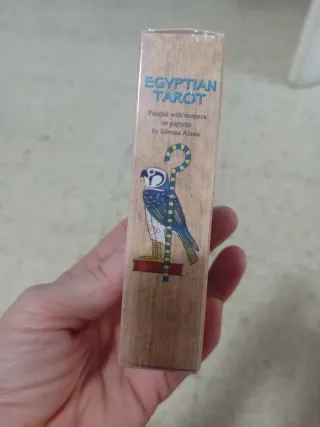 EGYPTIAN
TAROT
Painted with tempera
on papyrus
by Silvana Alasia